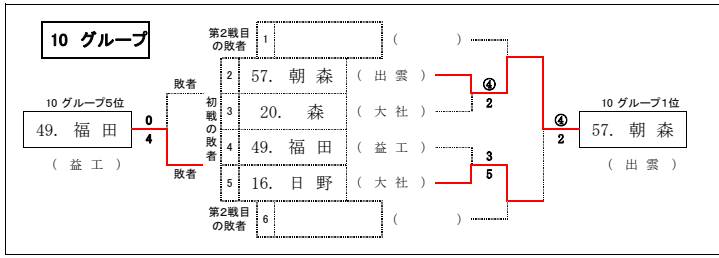 10 グループ
第2戦目
の敗者
1
(　　)
敗者
2 57. 朝 森 ( 出 雲 ) ④
10 グループ5位
初戦の敗者
3 20. 森 ( 大 社 ) 2
10 グループ1位
49. 福 田 0
4
④
2
57. 朝 森
4 49. 福 田 ( 益 工 ) 3
( 益 工 )
( 出 雲 )
敗者
5 16. 日 野 ( 大 社 ) 5
第2戦目
の敗者
6
(　　)